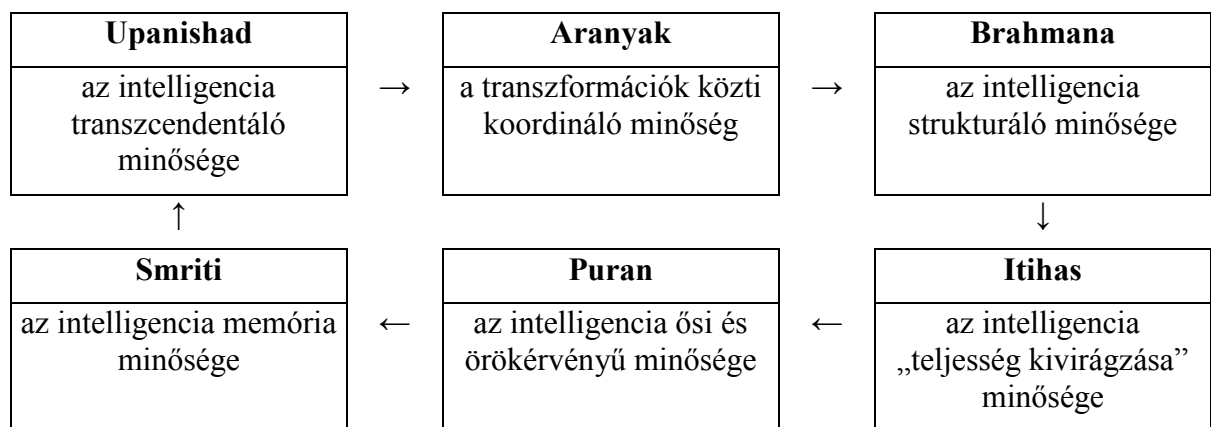 Upanishad
az intelligencia
transzcendentáló
minősége
→
Aranyak
a transzformációk közti
koordináló minőség
→
Brahmana
az intelligencia
strukturáló minősége
↑
↓
Smriti
az intelligencia memória
minősége
←
Puran
az intelligencia ősi és
örökérvényű minősége
←
Itihas
az intelligencia
„teljesség kivirágzása”
minősége